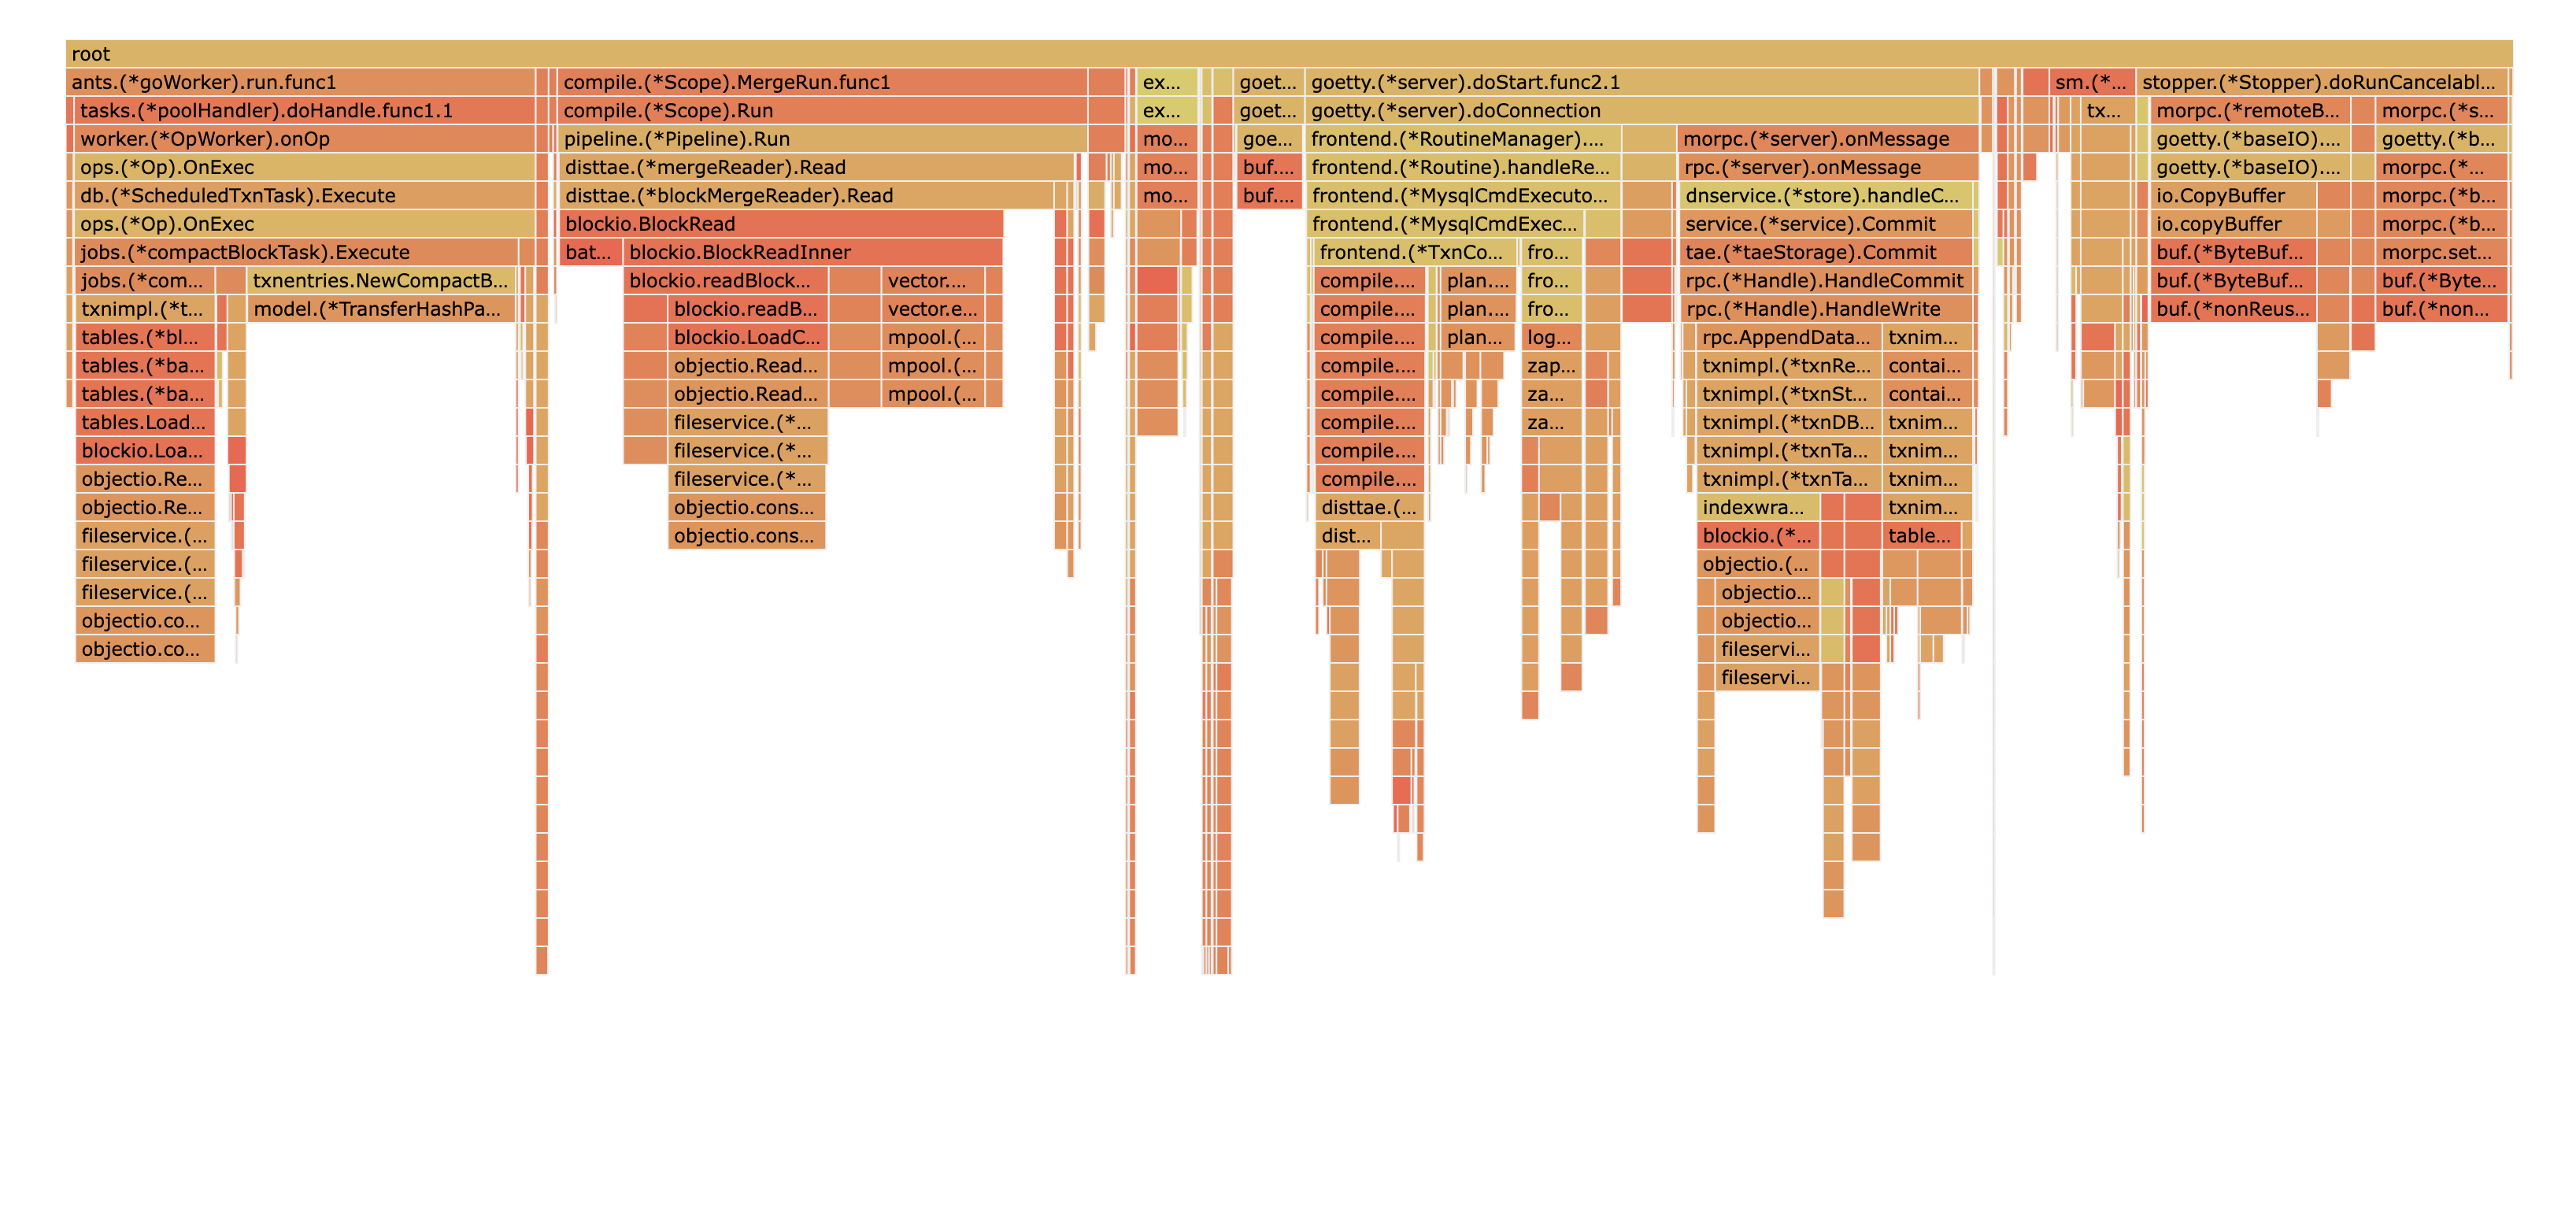 root
ants.(*goWorker).run.func1 compile.(*Scope).MergeRun.func1 ex... goet... goetty.(*server).doStart.func2.1 sm.(*... stopper.(*Stopper).doRunCancelabl...
tasks.(*poolHandler).doHandle.func1.1 compile.(*Scope).Run ex... goet... goetty.(*server).doConnection tx... morpc.(*remoteB... morpc.(*s...
worker.(*OpWorker).onOp pipeline.(*Pipeline).Run mo... goe... frontend.(*RoutineManager).... morpc.(*server).onMessage goetty.(*baseIO).... goetty.(*b...
ops.(*Op).OnExec disttae.(*mergeReader).Read mo... buf.... frontend.(*Routine).handleRe... rpc.(*server).onMessage goetty.(*baseIO).... morpc.(*...
db.(*ScheduledTxnTask).Execute disttae.(*blockMergeReader).Read mo... buf.... frontend.(*MysqlCmdExecuto... dnservice.(*store).handleC... io.CopyBuffer morpc.(*b...
ops.(*Op).OnExec blockio.BlockRead frontend.(*MysqlCmdExec... service.(*service).Commit io.copyBuffer morpc.(*b...
jobs.(*compactBlockTask).Execute bat... blockio.BlockReadInner frontend.(*TxnCo... fro... tae.(*taeStorage).Commit buf.(*ByteBuf... morpc.set...
jobs.(*com... txnentries.NewCompactB... blockio.readBlock... vector.... compile.... plan.... fro... rpc.(*Handle).HandleCommit buf.(*ByteBuf... buf.(*Byte...
txnimpl.(*t... model.(*TransferHashPa... blockio.readB... vector.e... compile.... plan.... fro... rpc.(*Handle).HandleWrite buf.(*nonReus... buf.(*non...
tables.(*bl... blockio.LoadC... mpool.(... compile.... plan... log... rpc.AppendData... txnim...
tables.(*ba... objectio.Read... mpool.(... compile.... zap... txnimpl.(*txnRe... contai...
tables.(*ba... objectio.Read... mpool.(... compile.... za... txnimpl.(*txnSt... contai...
tables.Load... fileservice.(*... compile.... za... txnimpl.(*txnDB... txnim...
blockio.Loa... fileservice.(*... compile.... txnimpl.(*txnTa... txnim...
objectio.Re... fileservice.(*... compile.... txnimpl.(*txnTa... txnim...
objectio.Re... objectio.cons... disttae.(... indexwra... txnim...
fileservice.(... objectio.cons... dist... blockio.(*... table...
fileservice.(... objectio.(...
fileservice.(... objectio...
objectio.co... objectio...
objectio.co... fileservi...
fileservi...